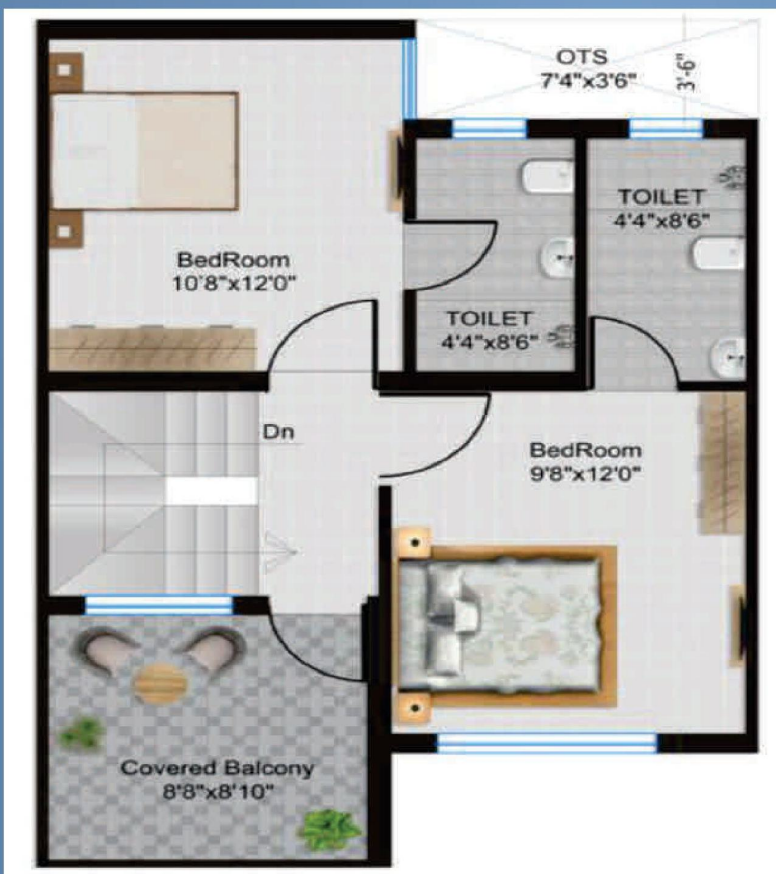 OTS
7'4"x3'6"
3'-6"
TOILET
4'4"x8'6"
BedRoom
10'8"x12'0"
TOILET
4'4"x8'6"
Dn
BedRoom
9'8"x12'0"
Covered Balcony
8'8"x8'10"